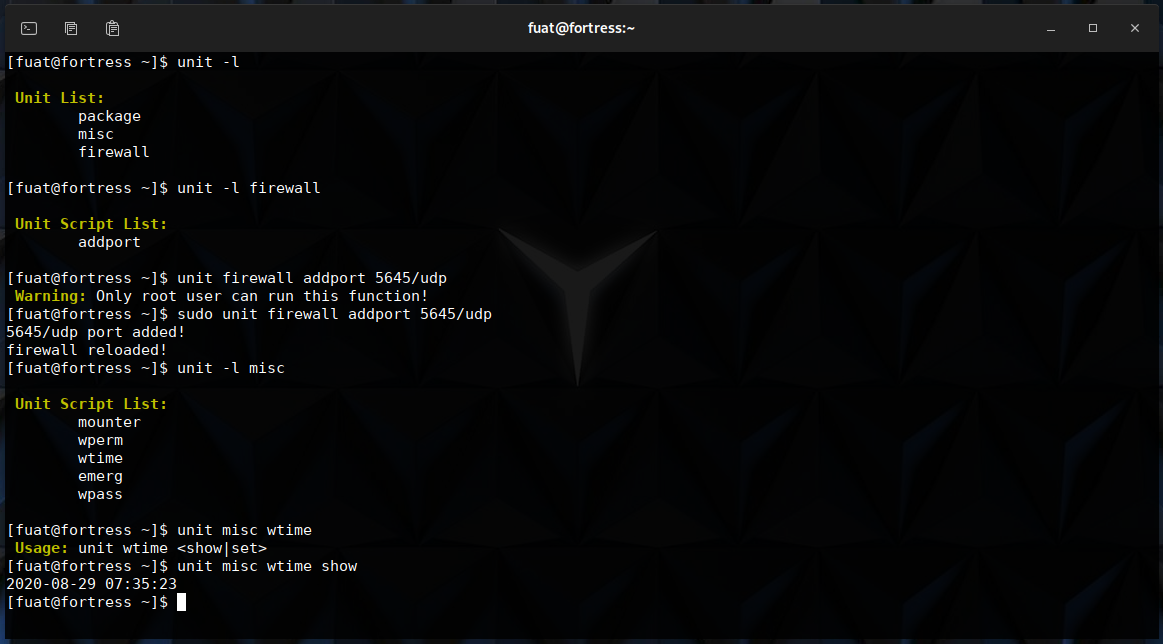 fuat@fortress:~
[fuat@fortress ~]$ unit -l
Unit List:
package
misc
firewall
[fuat@fortress ~]$ unit -l firewall
Unit Script List:
addport
[fuat@fortress ~]$ unit firewall addport 5645/udp
Warning: Only root user can run this function!
[fuat@fortress ~]$ sudo unit firewall addport 5645/udp
5645/udp port added!
firewall reloaded!
[fuat@fortress ~]$ unit -l misc
Unit Script List:
mounter
wperm
wtime
emerg
wpass
[fuat@fortress ~]$ unit misc wtime
Usage: unit wtime <show|set>
[fuat@fortress ~]$ unit misc wtime show
2020-08-29 07:35:23
[fuat@fortress ~]$